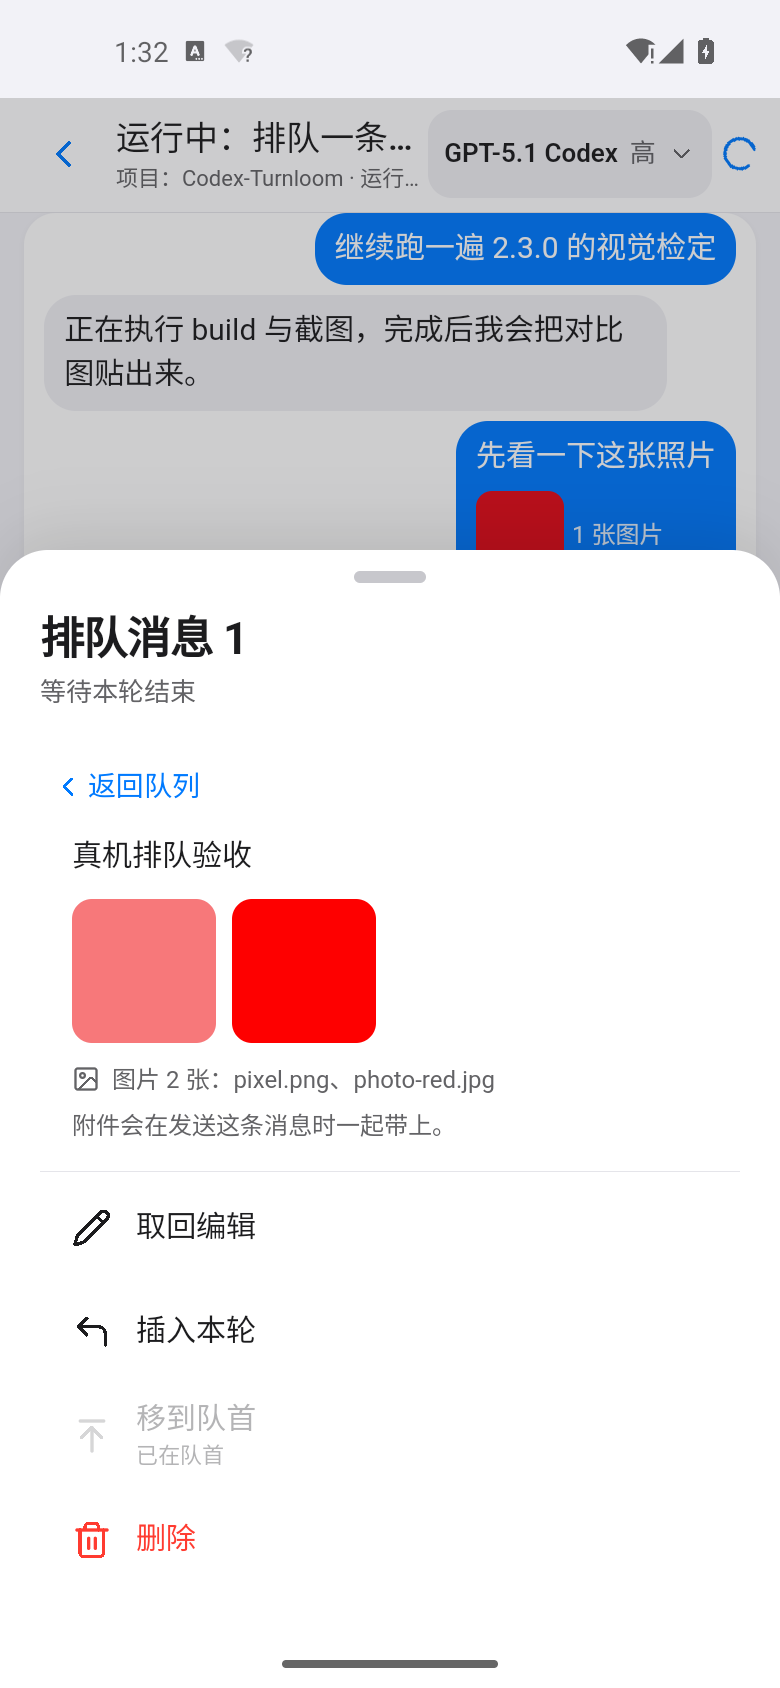 1:32
运行中：排队一条...
GPT-5.1 Codex 高
项目：Codex-Turnloom · 运行...
继续跑一遍 2.3.0 的视觉检定
正在执行 build 与截图，完成后我会把对比
图贴出来。
先看一下这张照片
1 张图片
排队消息 1
等待本轮结束
返回队列
真机排队验收
图片 2 张：pixel.png、photo-red.jpg
附件会在发送这条消息时一起带上。
取回编辑
插入本轮
移到队首
已在队首
删除